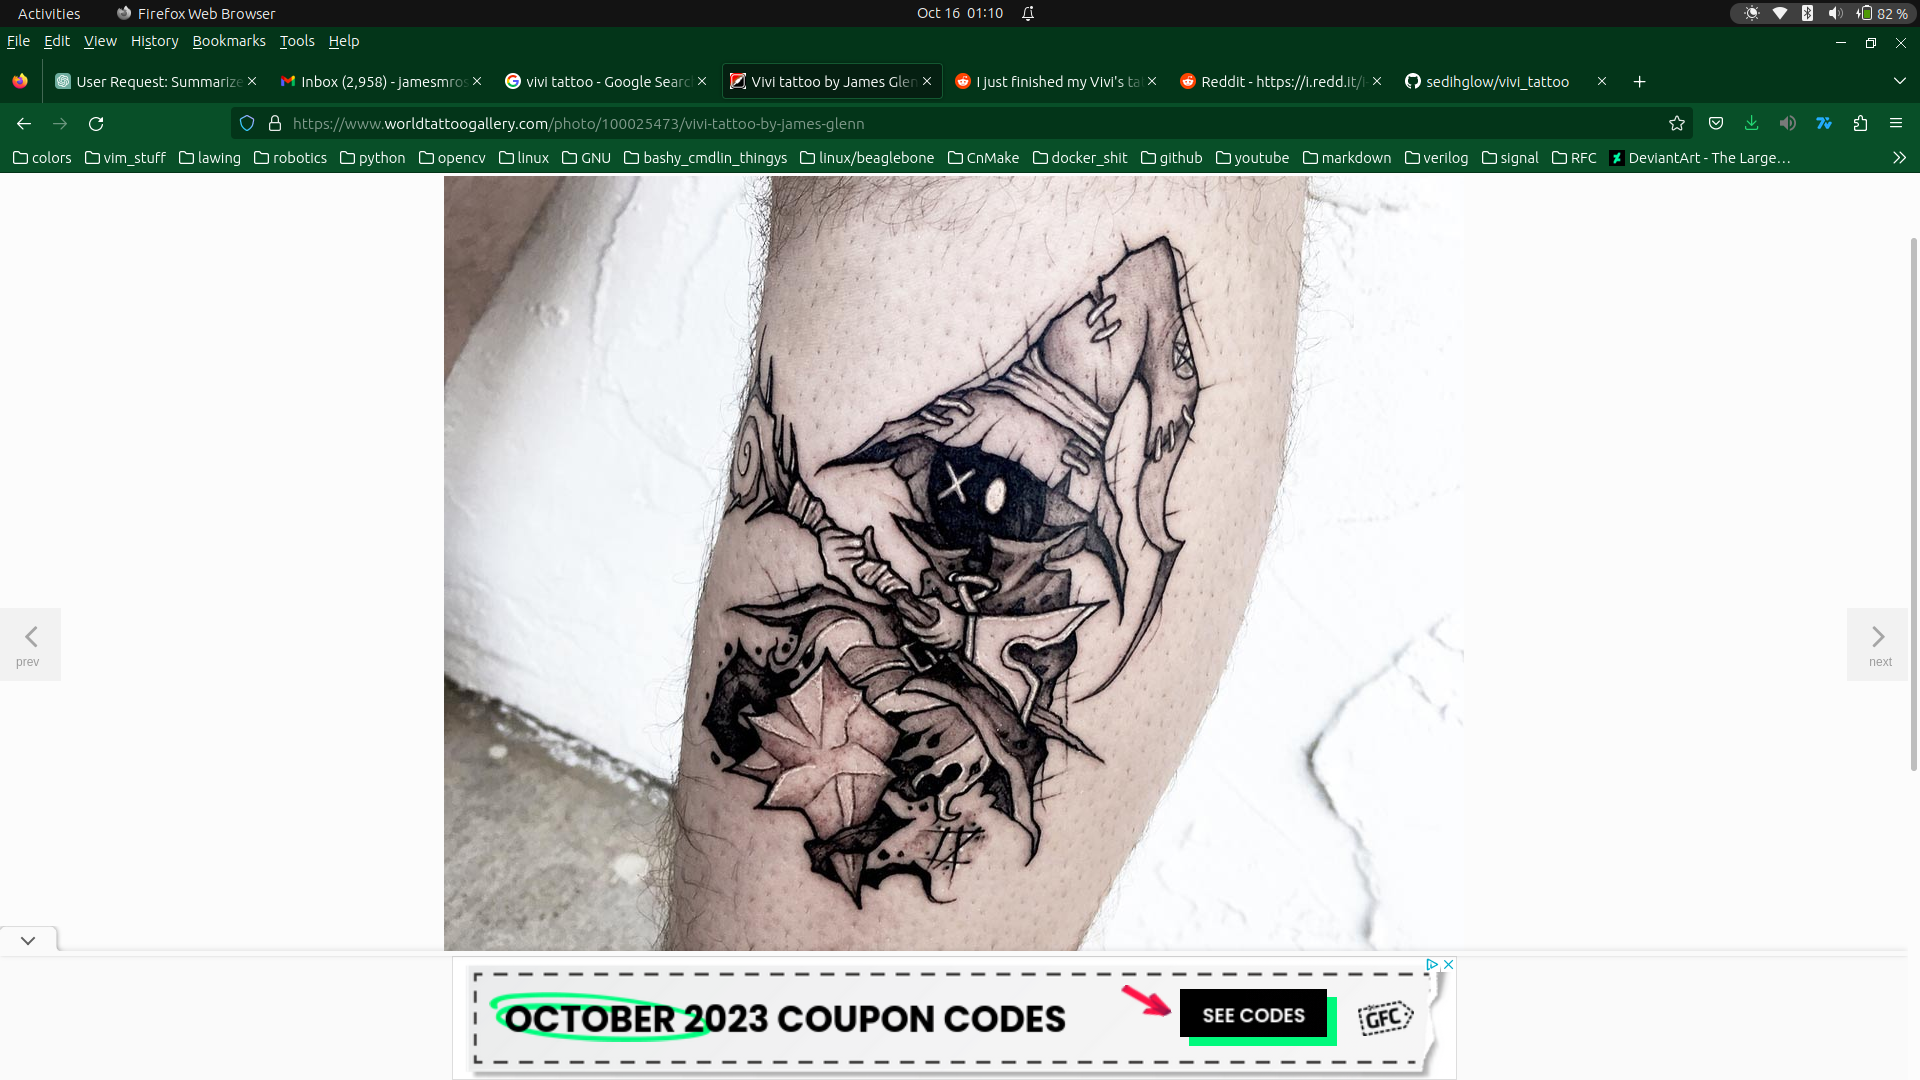 Activities Firefox Web Browser Oct 16 01:10 82 %
File Edit View History Bookmarks Tools Help
User Request: Summarize Inbox (2,958) - jamesmros vivi tattoo - Google Searc Vivi tattoo by James Glen I just finished my Vivi's ta Reddit - https://i.redd.it/ sedihglow/vivi_tattoo
https://www.worldtattoogallery.com/photo/100025473/vivi-tattoo-by-james-glenn
colors vim_stuff lawing robotics python opencv linux GNU bashy_cmdlin_thingys linux/beaglebone CnMake docker_shit github youtube markdown verilog signal RFC DeviantArt - The Large…
prev
next
OCTOBER 2023 COUPON CODES
SEE CODES
GFC